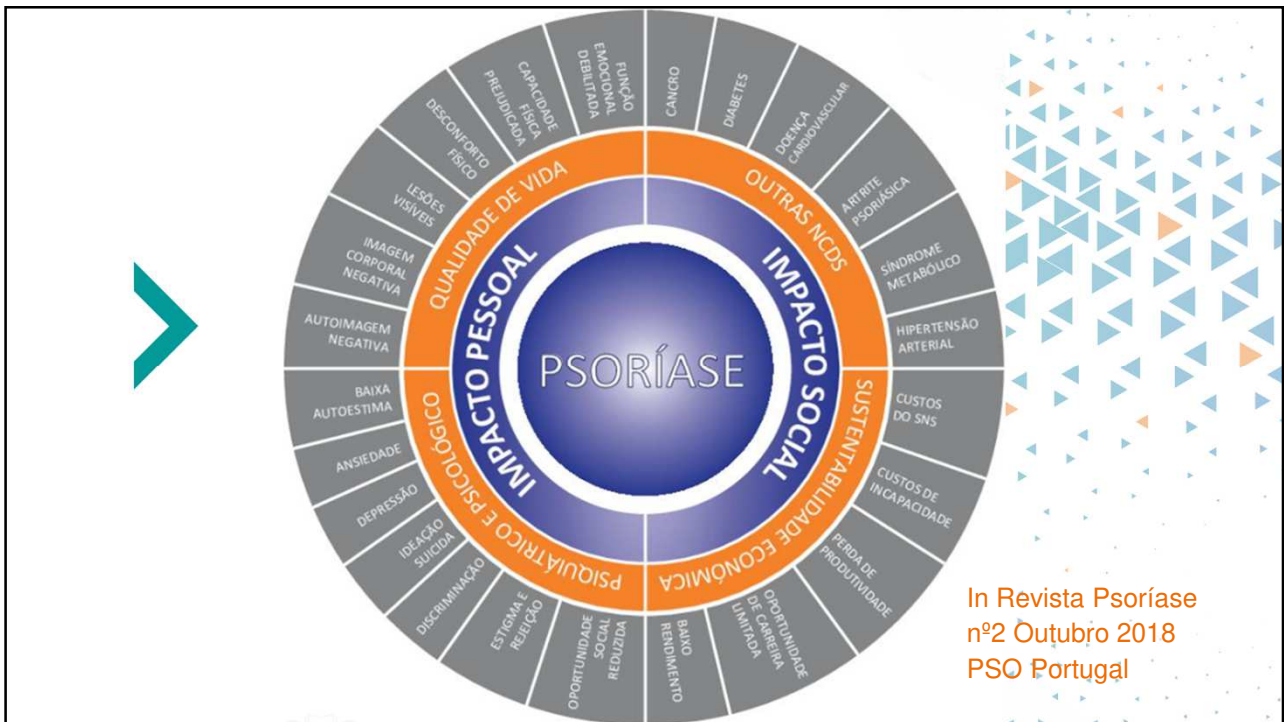 PSORÍASE
IMPACTO PESSOAL
IMPACTO SOCIAL
QUALIDADE DE VIDA
OUTRAS NCDS
SUSTENTABILIDADE ECONÓMICA
PSIQUIÁTRICO E PSICOLÓGICO
CANCRO
DIABETES
DOENÇA
CARDIOVASCULAR
ARTRITE
PSORIÁSICA
SÍNDROME
METABÓLICO
HIPERTENSÃO
ARTERIAL
CUSTOS
DO SNS
CUSTOS DE
INCAPACIDADE
PERDA DE
PRODUTIVIDADE
OPORTUNIDADE
DE CARREIRA
LIMITADA
BAIXO
RENDIMENTO
OPORTUNIDADE
SOCIAL
REDUZIDA
ESTIGMA E
REJEIÇÃO
DISCRIMINAÇÃO
IDEAÇÃO
SUICIDA
DEPRESSÃO
ANSIEDADE
BAIXA
AUTOESTIMA
AUTOIMAGEM
NEGATIVA
IMAGEM
CORPORAL
NEGATIVA
LESÕES
VISÍVEIS
DESCONFORTO
FÍSICO
CAPACIDADE
FÍSICA
PREJUDICADA
FUNÇÃO
EMOCIONAL
DEBILITADA
In Revista Psoríase
nº2 Outubro 2018
PSO Portugal